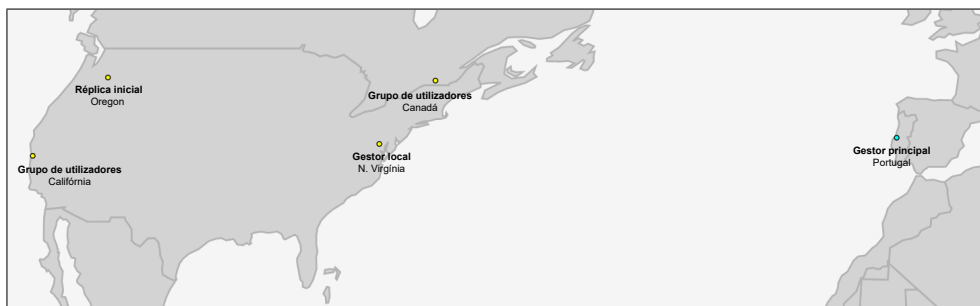 Réplica inicial
Oregon
Grupo de utilizadores
Canadá
Gestor principal
Portugal
Gestor local
N. Virgínia
Grupo de utilizadores
Califórnia